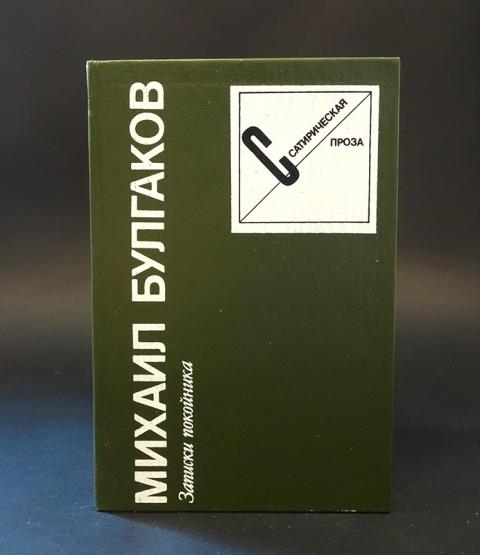 МИХАИЛ БУЛГАКОВ
Записки покойника
С
САТИРИЧЕСКАЯ
ПРОЗА